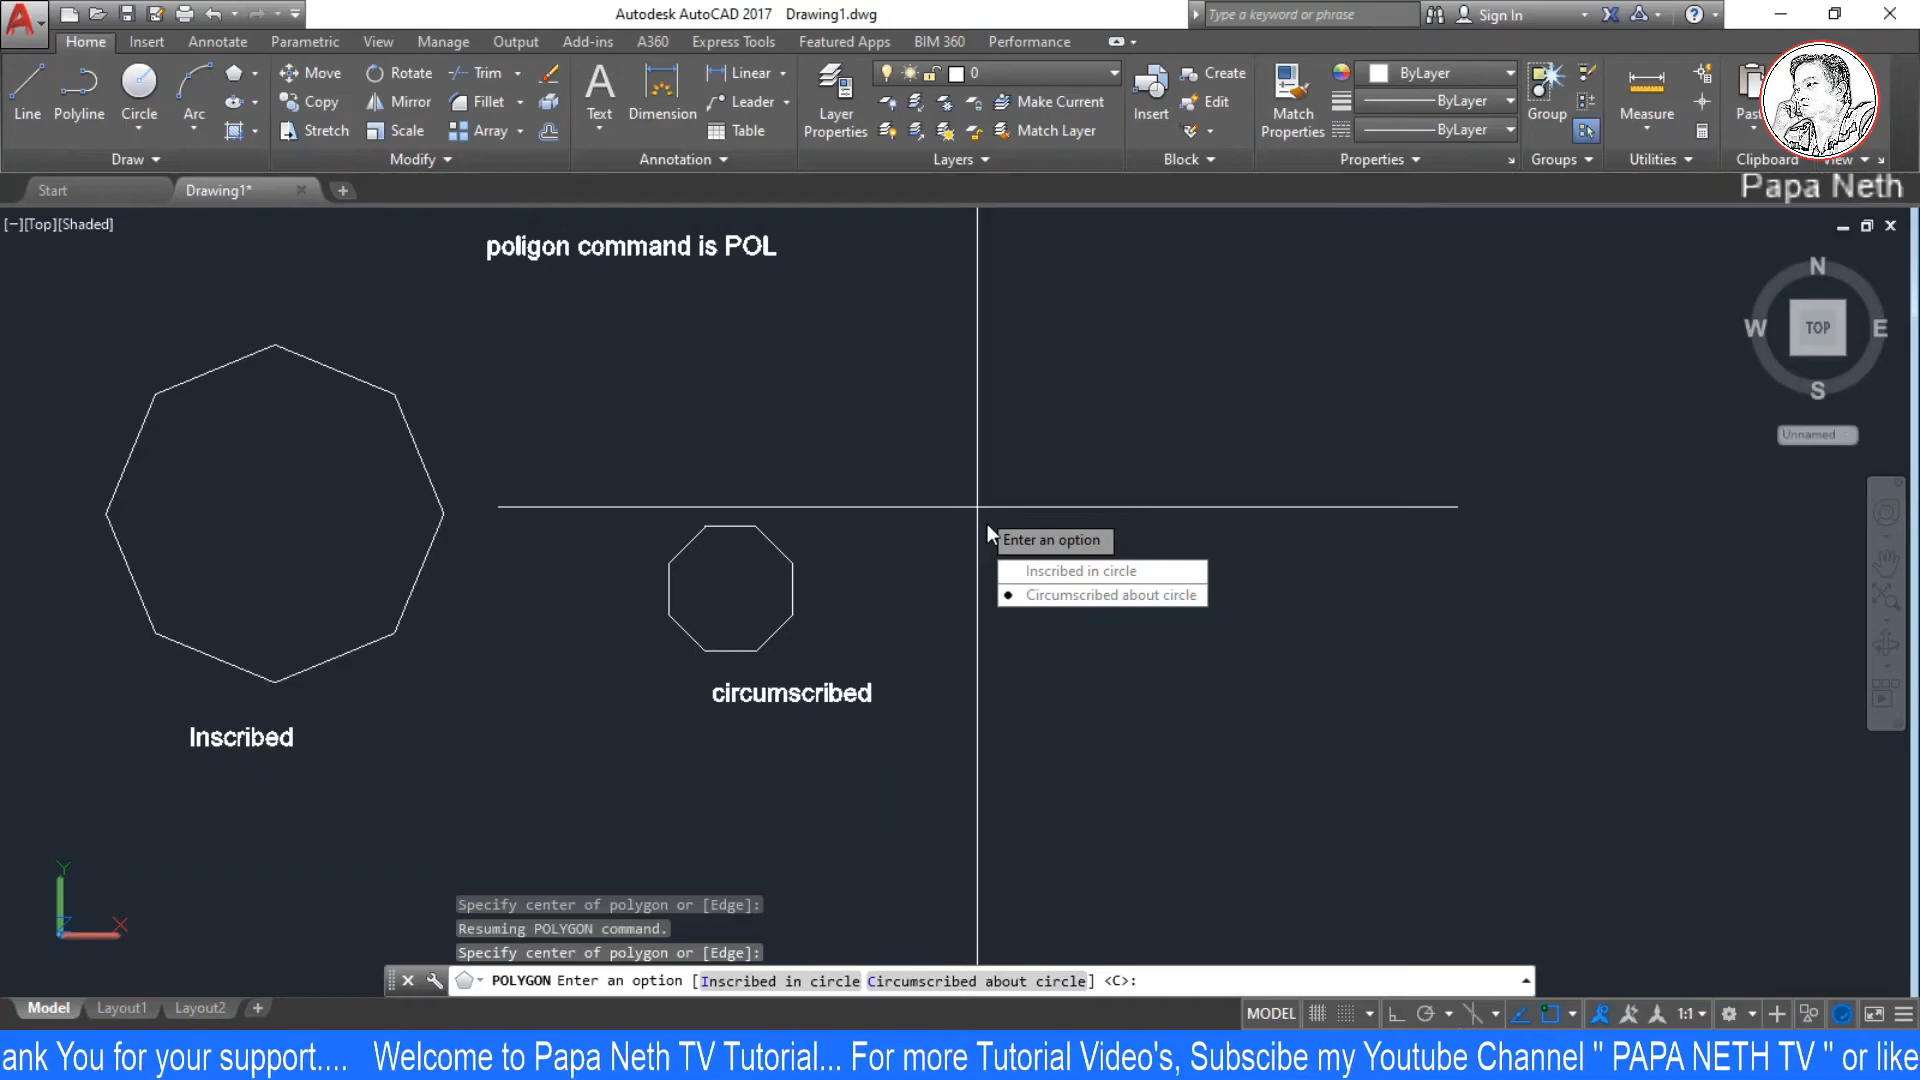 Autodesk AutoCAD 2017 Drawing1.dwg
Type a keyword or phrase
Sign In
Home Insert Annotate Parametric View Manage Output Add-ins A360 Express Tools Featured Apps BIM 360 Performance
Line Polyline Circle Arc
Move Rotate Trim
Copy Mirror Fillet
Stretch Scale Array
Text Dimension
Linear
Leader
Table
Layer Properties
0
Make Current
Match Layer
Insert
Create
Edit
Match Properties
ByLayer
ByLayer
ByLayer
Group
Measure
Draw Modify Annotation Layers Block Properties Groups Utilities Clipboard View
Start Drawing1* +
Papa Neth
[−][Top][Shaded]
poligon command is POL
N
W TOP E
S
Unnamed
Enter an option
Inscribed in circle
Circumscribed about circle
circumscribed
Inscribed
Y
X
Specify center of polygon or [Edge]:
Resuming POLYGON command.
Specify center of polygon or [Edge]:
POLYGON Enter an option [Inscribed in circle Circumscribed about circle] <C>:
Model Layout1 Layout2 +
MODEL 1:1
ank You for your support.... Welcome to Papa Neth TV Tutorial... For more Tutorial Video's, Subscibe my Youtube Channel " PAPA NETH TV " or like